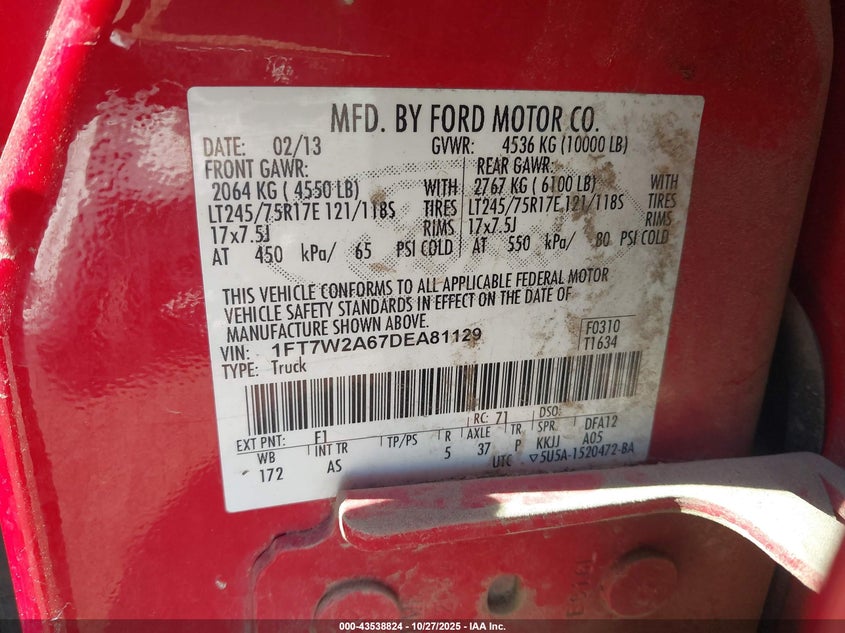 MFD. BY FORD MOTOR CO.
DATE: 02/13 GVWR: 4536 KG (10000 LB)
FRONT GAWR: REAR GAWR:
2064 KG ( 4550 LB) WITH 2767 KG ( 6100 LB) WITH
LT245/75R17E 121/118S TIRES LT245/75R17E 121/118S TIRES
17x7.5J RIMS 17x7.5J RIMS
AT 450 kPa/ 65 PSI COLD AT 550 kPa/ 80 PSI COLD
THIS VEHICLE CONFORMS TO ALL APPLICABLE FEDERAL MOTOR
VEHICLE SAFETY STANDARDS IN EFFECT ON THE DATE OF
MANUFACTURE SHOWN ABOVE.
VIN: 1FT7W2A67DEA81129 F0310
TYPE: Truck T1634
RC: 71 DSO:
EXT PNT: F1
WB INT TR TP/PS R AXLE TR SPR. DFA12
172 AS 5 37 P KKJJ A05
UTC ▽5U5A-1520472-BA
000-43538824 | 10/27/2025 | IAA Inc.